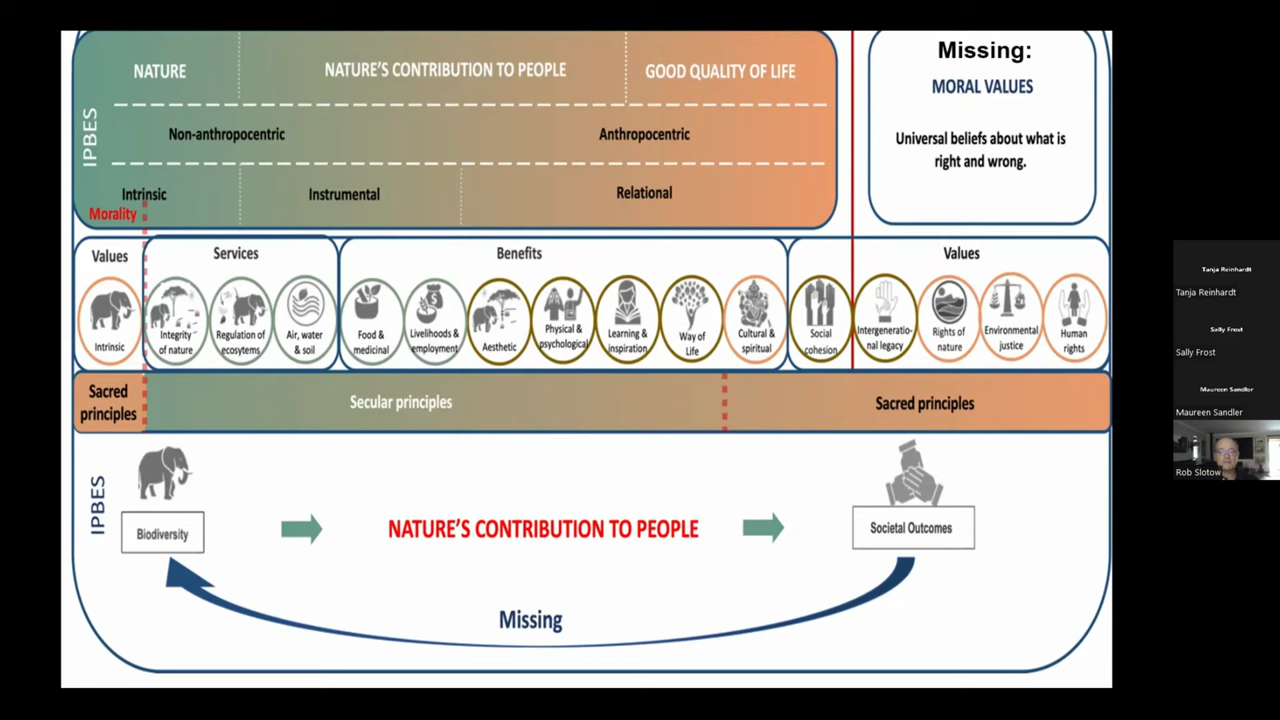 Missing:
MORAL VALUES
Universal beliefs about what is
right and wrong.
IPBES
NATURE
NATURE'S CONTRIBUTION TO PEOPLE
GOOD QUALITY OF LIFE
Non-anthropocentric
Anthropocentric
Intrinsic
Instrumental
Relational
Morality
Values
Services
Benefits
Values
Intrinsic
Integrity
of nature
Regulation of
ecosytems
Air, water
& soil
Food &
medicinal
Livelihoods &
employment
Aesthetic
Physical &
psychological
Learning &
inspiration
Way of
Life
Cultural &
spiritual
Social
cohesion
Intergeneratio-
nal legacy
Rights of
nature
Environmental
justice
Human
rights
Sacred
principles
Secular principles
Sacred principles
IPBES
Biodiversity
NATURE'S CONTRIBUTION TO PEOPLE
Societal Outcomes
Missing
Tanja Reinhardt
Tanja Reinhardt
Sally Frost
Sally Frost
Maureen Sandler
Maureen Sandler
Rob Slotow